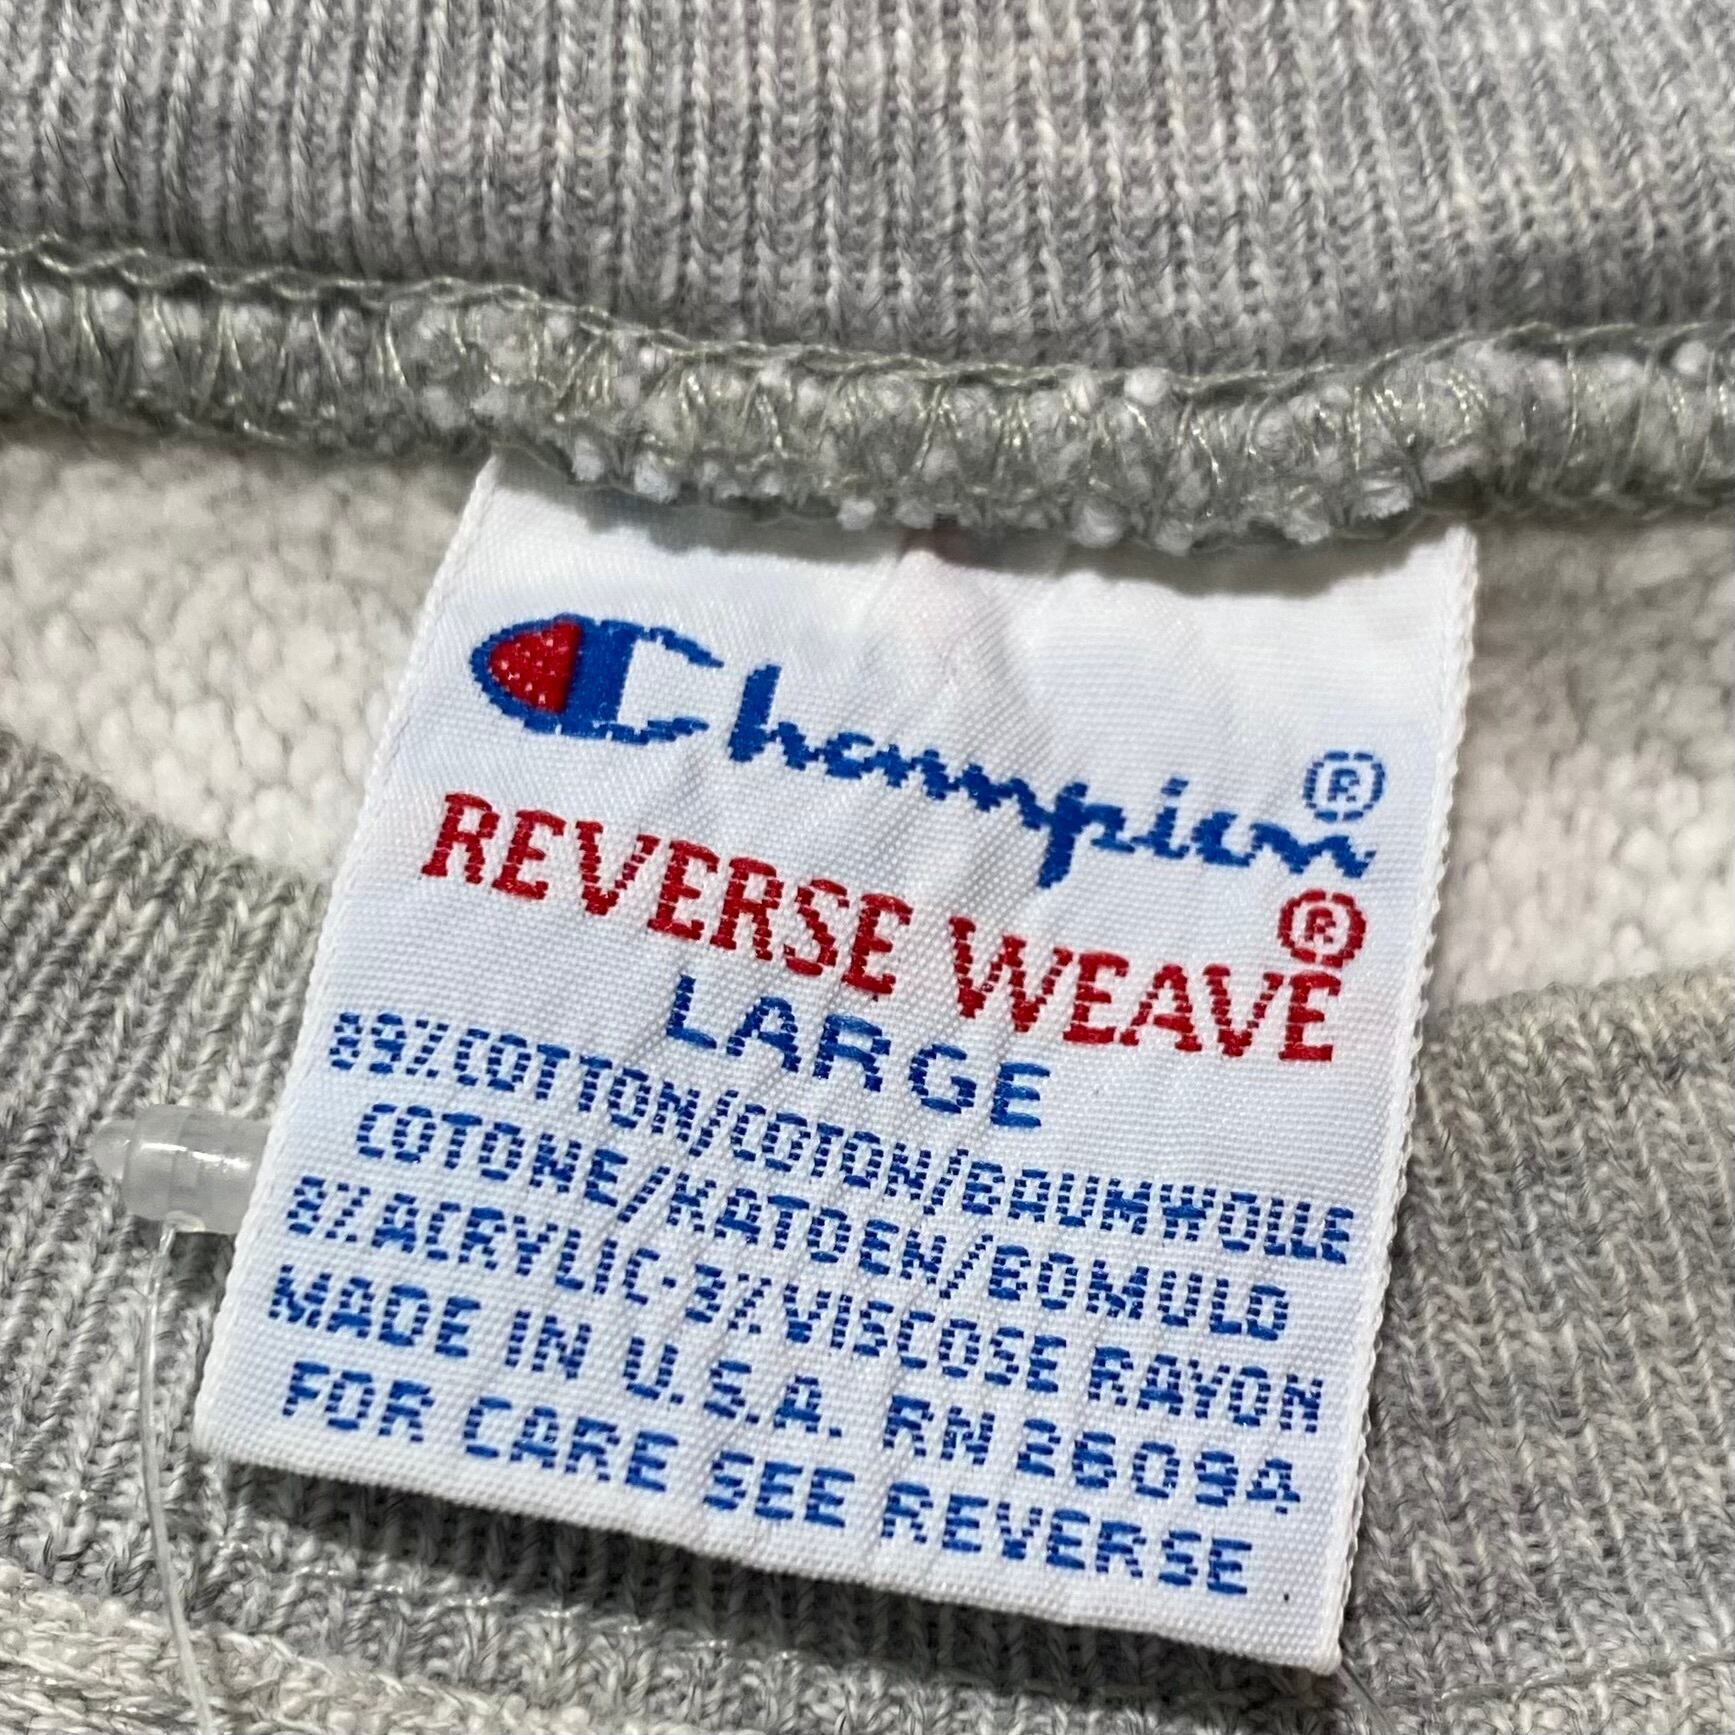 Champion®
REVERSE WEAVE®
LARGE
89%COTTON/COTON/BAUMWOLLE
COTONE/KATOEN/BOMULD
8%ACRYLIC-3%VISCOSE RAYON
MADE IN U.S.A. RN 26094
FOR CARE SEE REVERSE